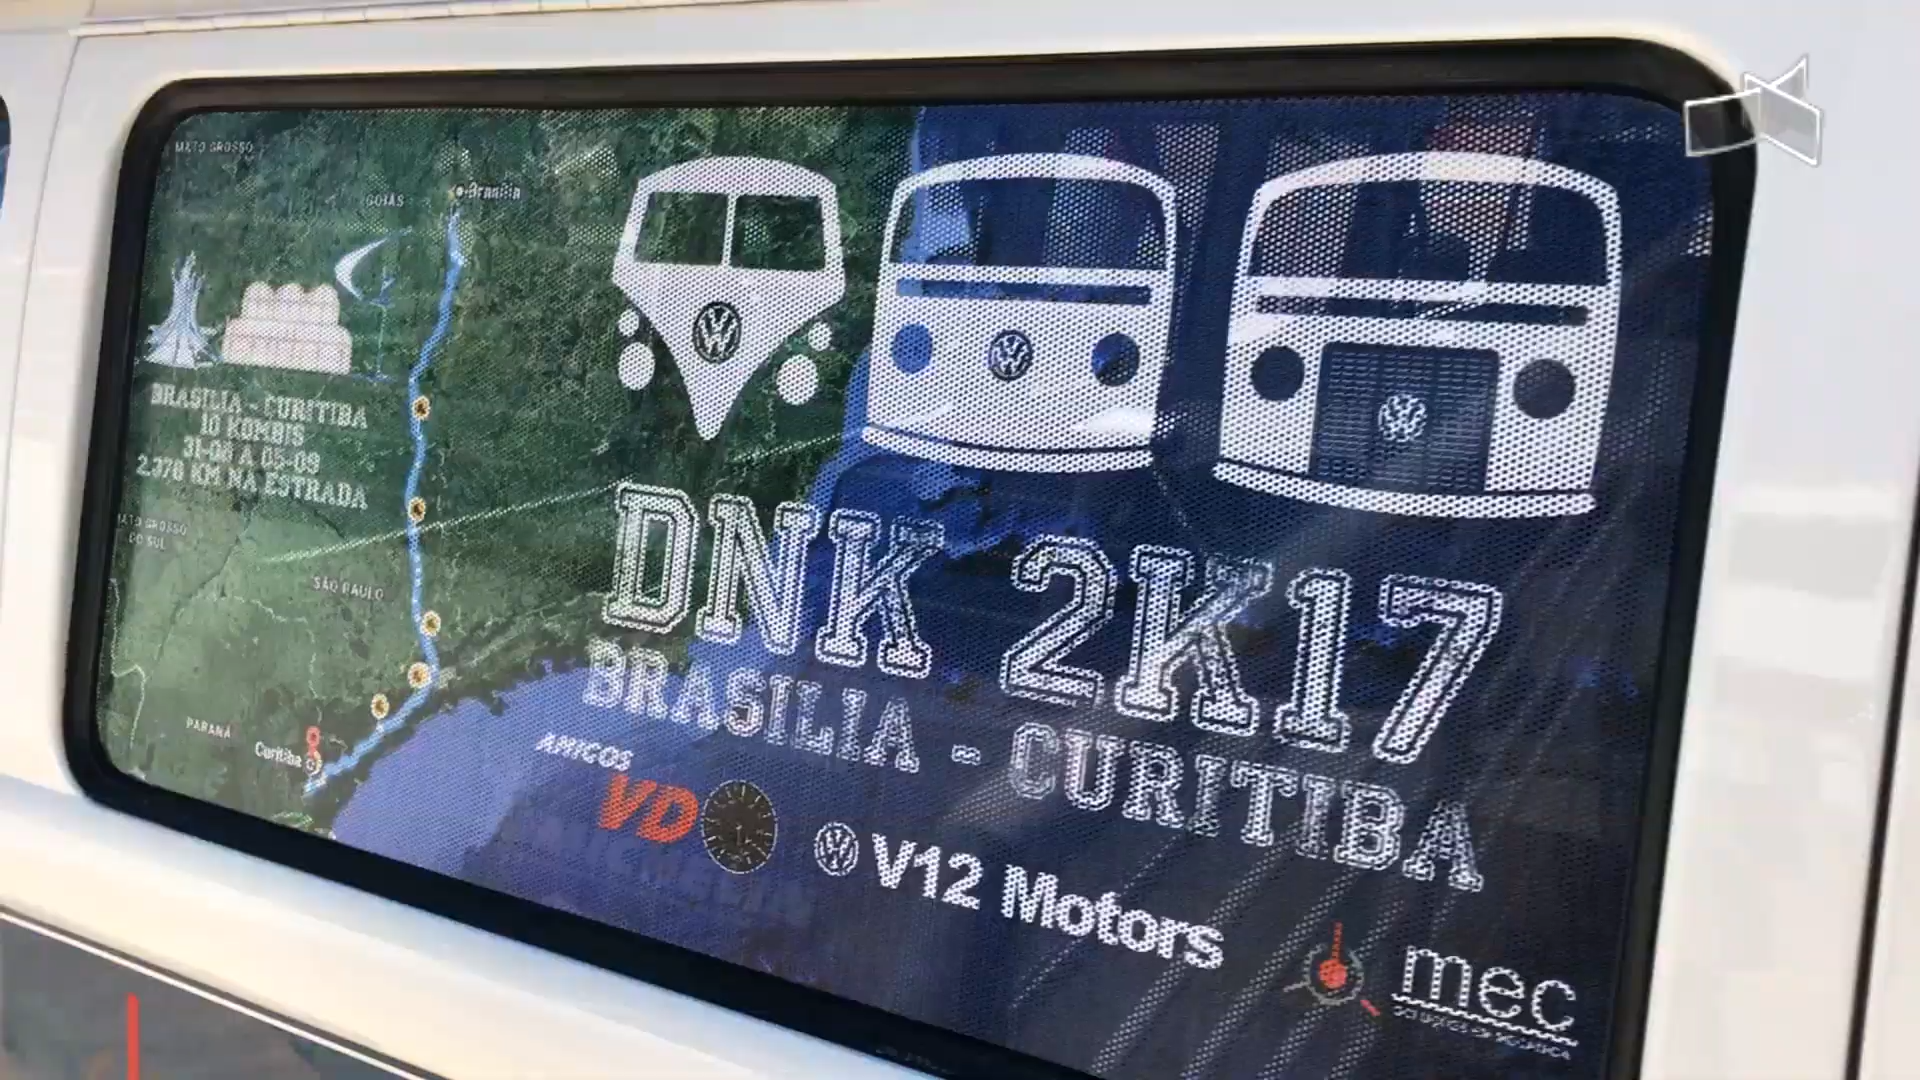 MATO GROSSO
GOIÁS
Brasília
BRASILIA - CURITIBA
10 KOMBIS
31-08 A 05-09
2.370 KM NA ESTRADA
MATO GROSSO
DO SUL
SÃO PAULO
PARANÁ
Curitiba
DNK 2K17
BRASILIA - CURITIBA
AMIGOS
VD
V12 Motors
mec